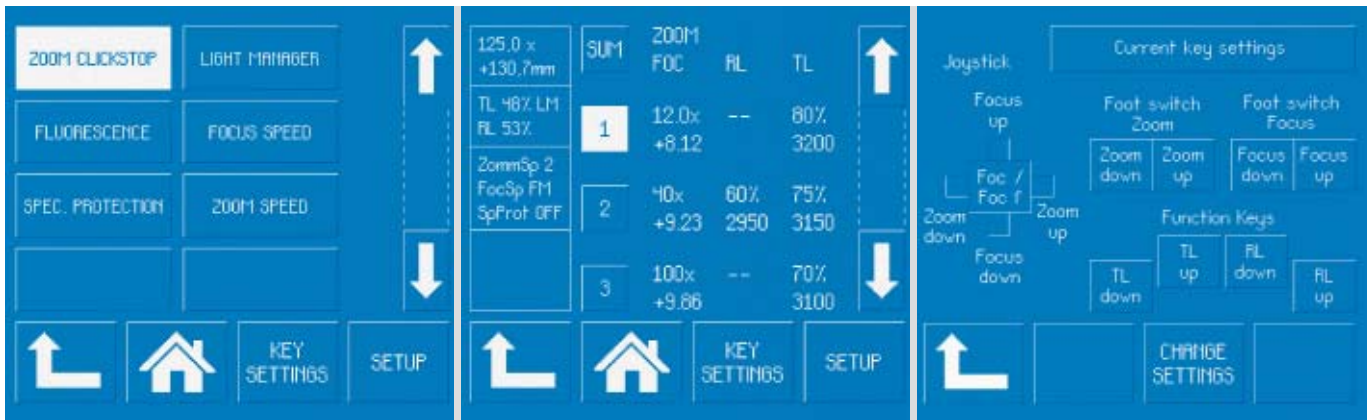 ZOOM CLICKSTOP
LIGHT MANAGER
FLUORESCENCE
FOCUS SPEED
SPEC. PROTECTION
ZOOM SPEED
KEY
SETTINGS
SETUP
125,0 x
+130,7mm
TL 48% LM
RL 53%
ZommSp 2
FocSp FM
SpProt OFF
SUM
ZOOM
FOC
RL
TL
1
12.0x
+8.12
--
80%
3200
2
40x
+9.23
60%
2950
75%
3150
3
100x
+9.86
--
70%
3100
KEY
SETTINGS
SETUP
Current key settings
Joystick
Focus
up
Foc /
Foc f
Zoom
down
Zoom
up
Focus
down
Foot switch
Zoom
Zoom
down
Zoom
up
Foot switch
Focus
Focus
down
Focus
up
Function Keys
TL
down
TL
up
RL
down
RL
up
CHANGE
SETTINGS